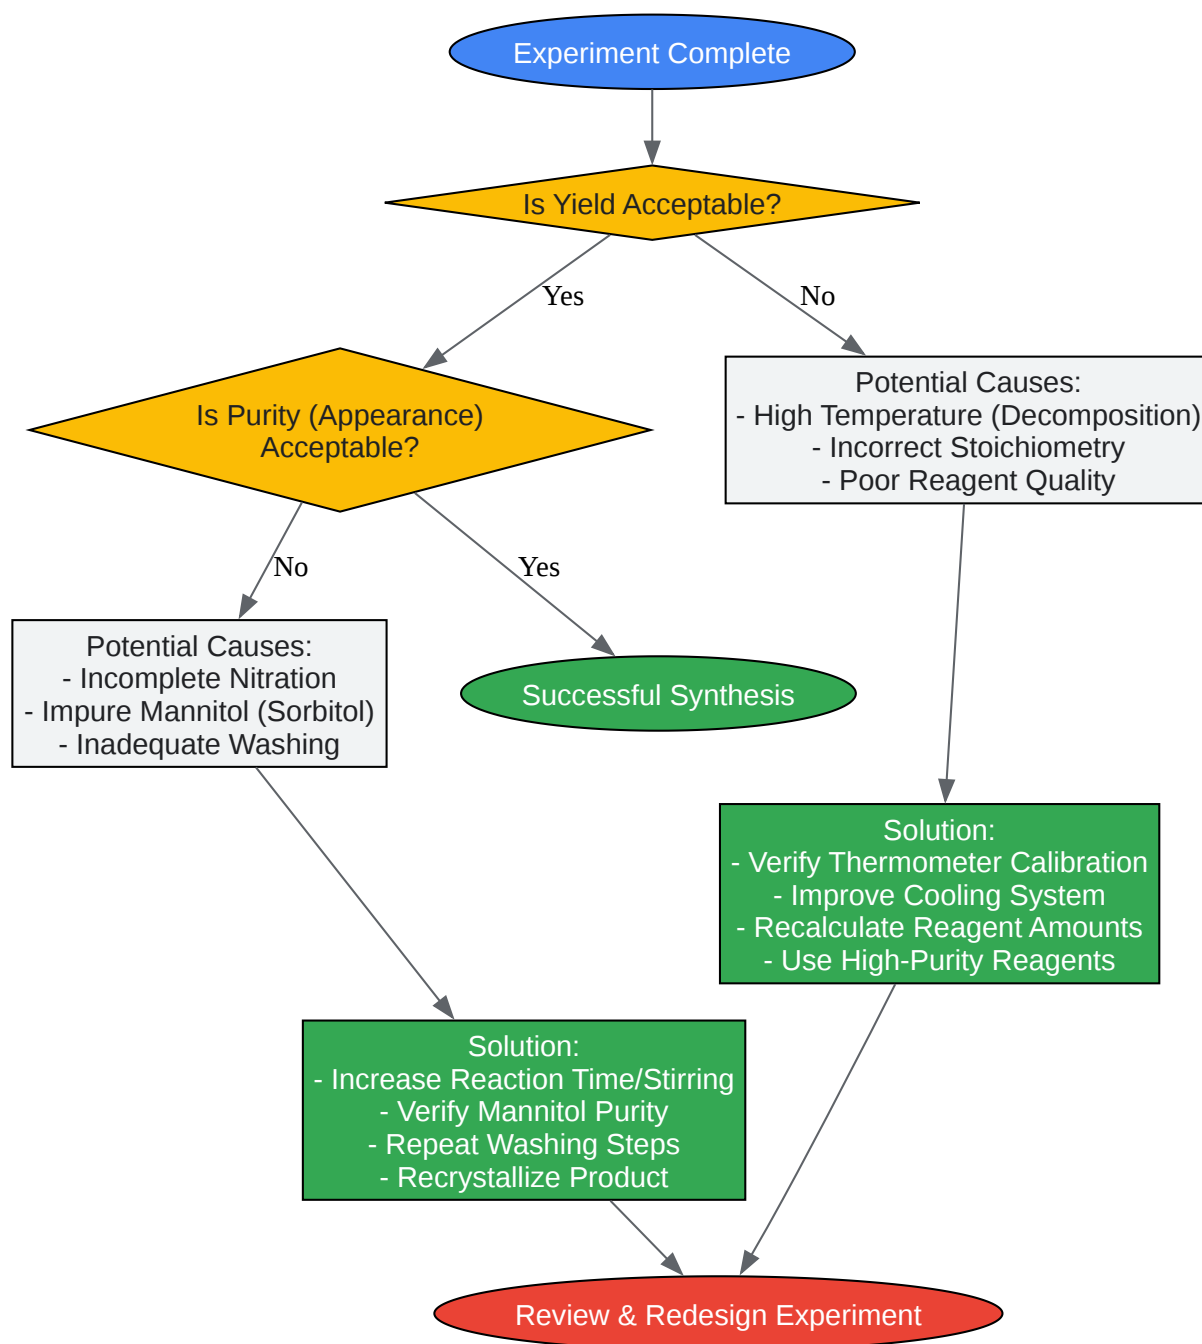 Experiment Complete
Is Yield Acceptable?
Yes
No
Is Purity (Appearance)
Acceptable?
Potential Causes:
- High Temperature (Decomposition)
- Incorrect Stoichiometry
- Poor Reagent Quality
No
Yes
Potential Causes:
- Incomplete Nitration
- Impure Mannitol (Sorbitol)
- Inadequate Washing
Successful Synthesis
Solution:
- Verify Thermometer Calibration
- Improve Cooling System
- Recalculate Reagent Amounts
- Use High-Purity Reagents
Solution:
- Increase Reaction Time/Stirring
- Verify Mannitol Purity
- Repeat Washing Steps
- Recrystallize Product
Review & Redesign Experiment